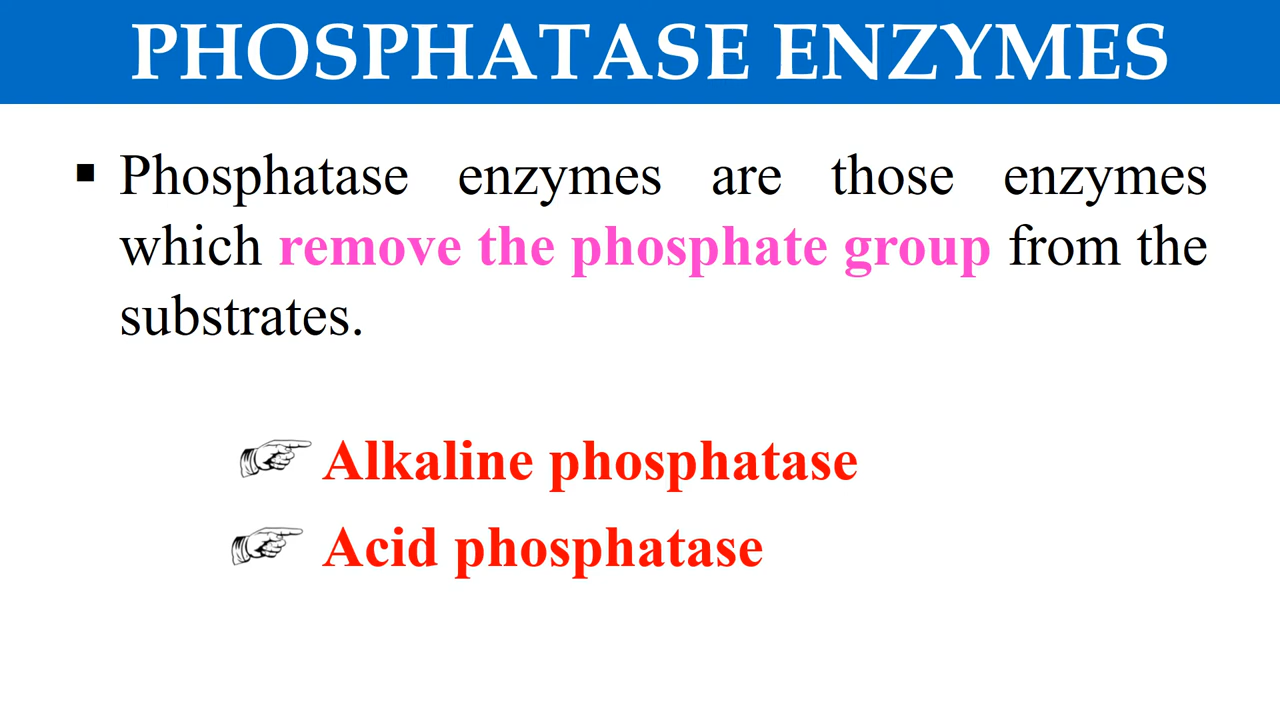 PHOSPHATASE ENZYMES
▪ Phosphatase enzymes are those enzymes
which remove the phosphate group from the
substrates.
☞ Alkaline phosphatase
☞ Acid phosphatase